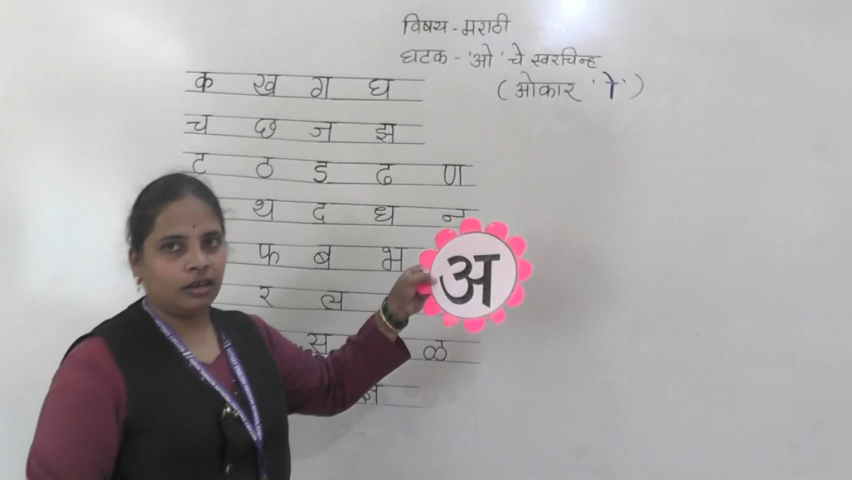 विषय - मराठी
घटक - 'ओ' चे स्वरचिन्ह
(ओकार 'ो')
क ख ग घ
च छ ज झ
ट ठ ड ढ ण
थ द ध न
फ ब भ
र ल
स ळ
ज्ञ
अ